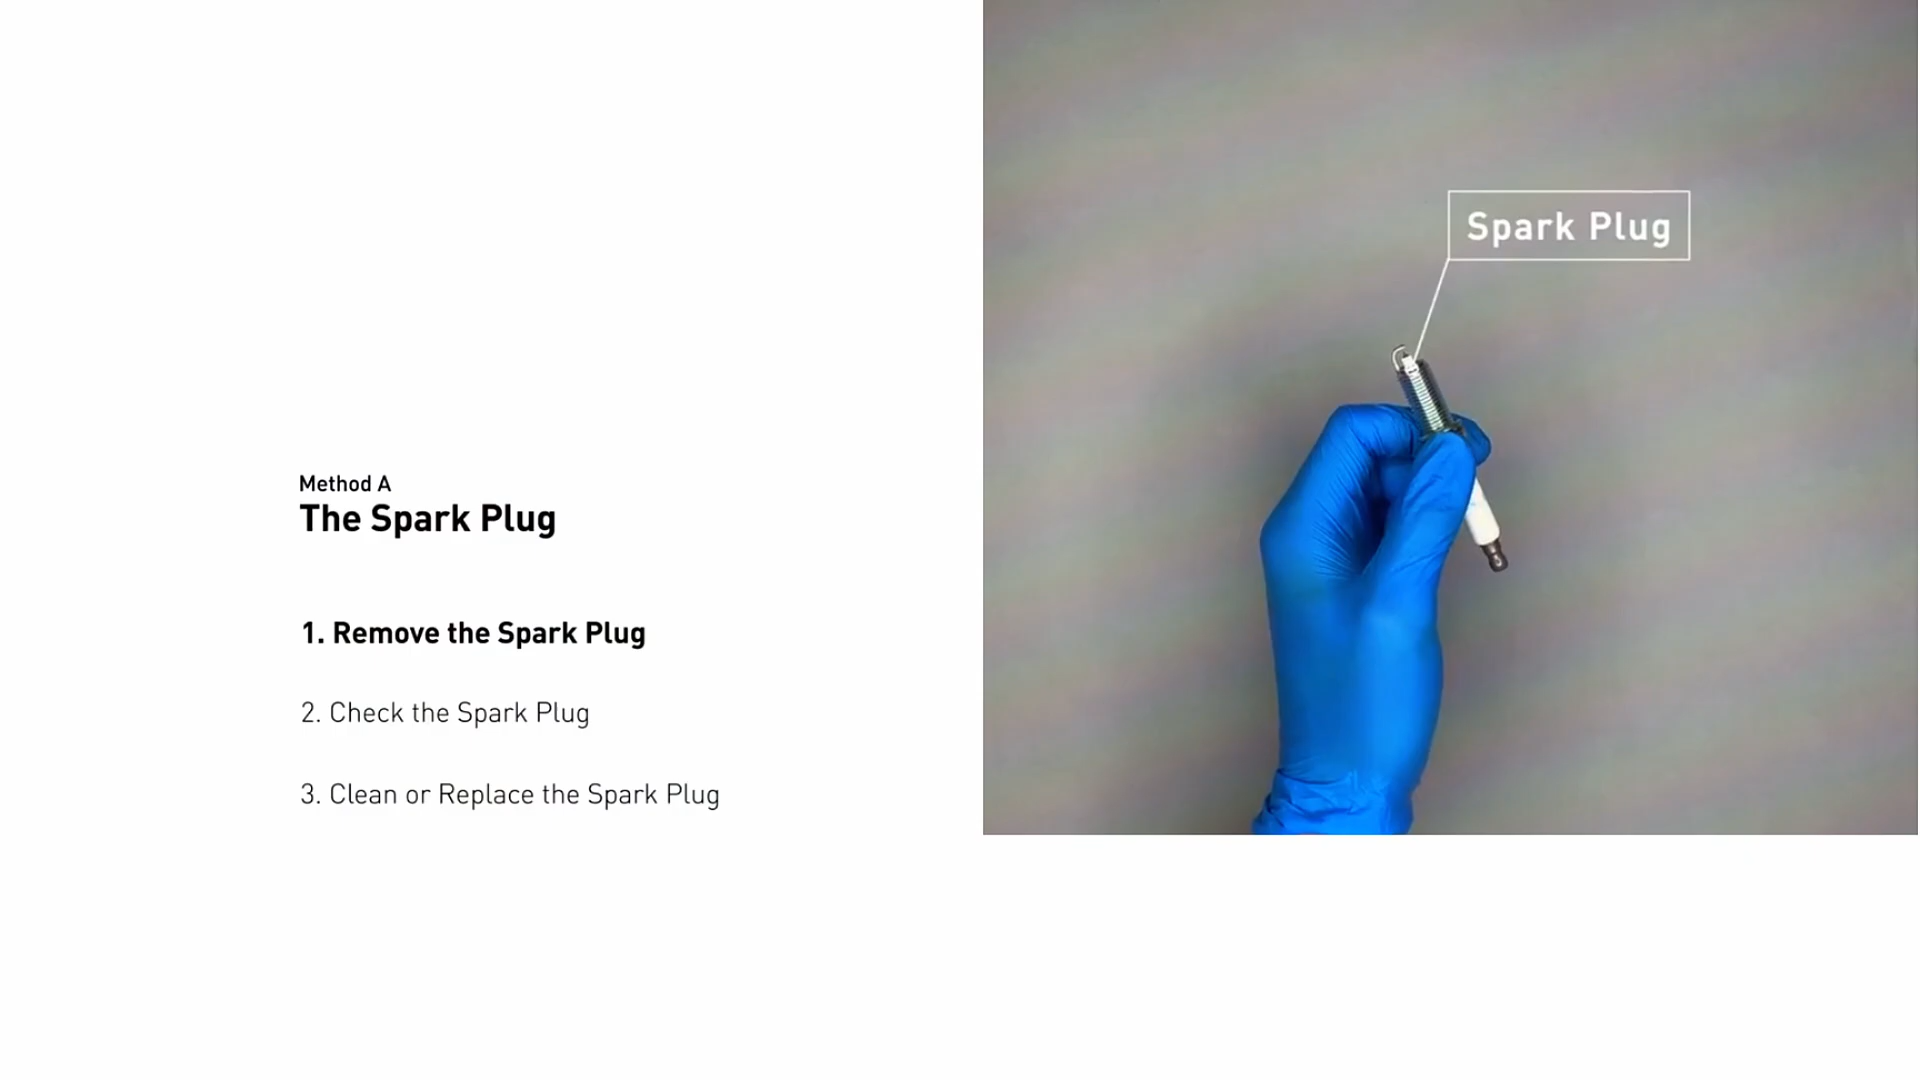 Method A
The Spark Plug
1. Remove the Spark Plug
2. Check the Spark Plug
3. Clean or Replace the Spark Plug
Spark Plug